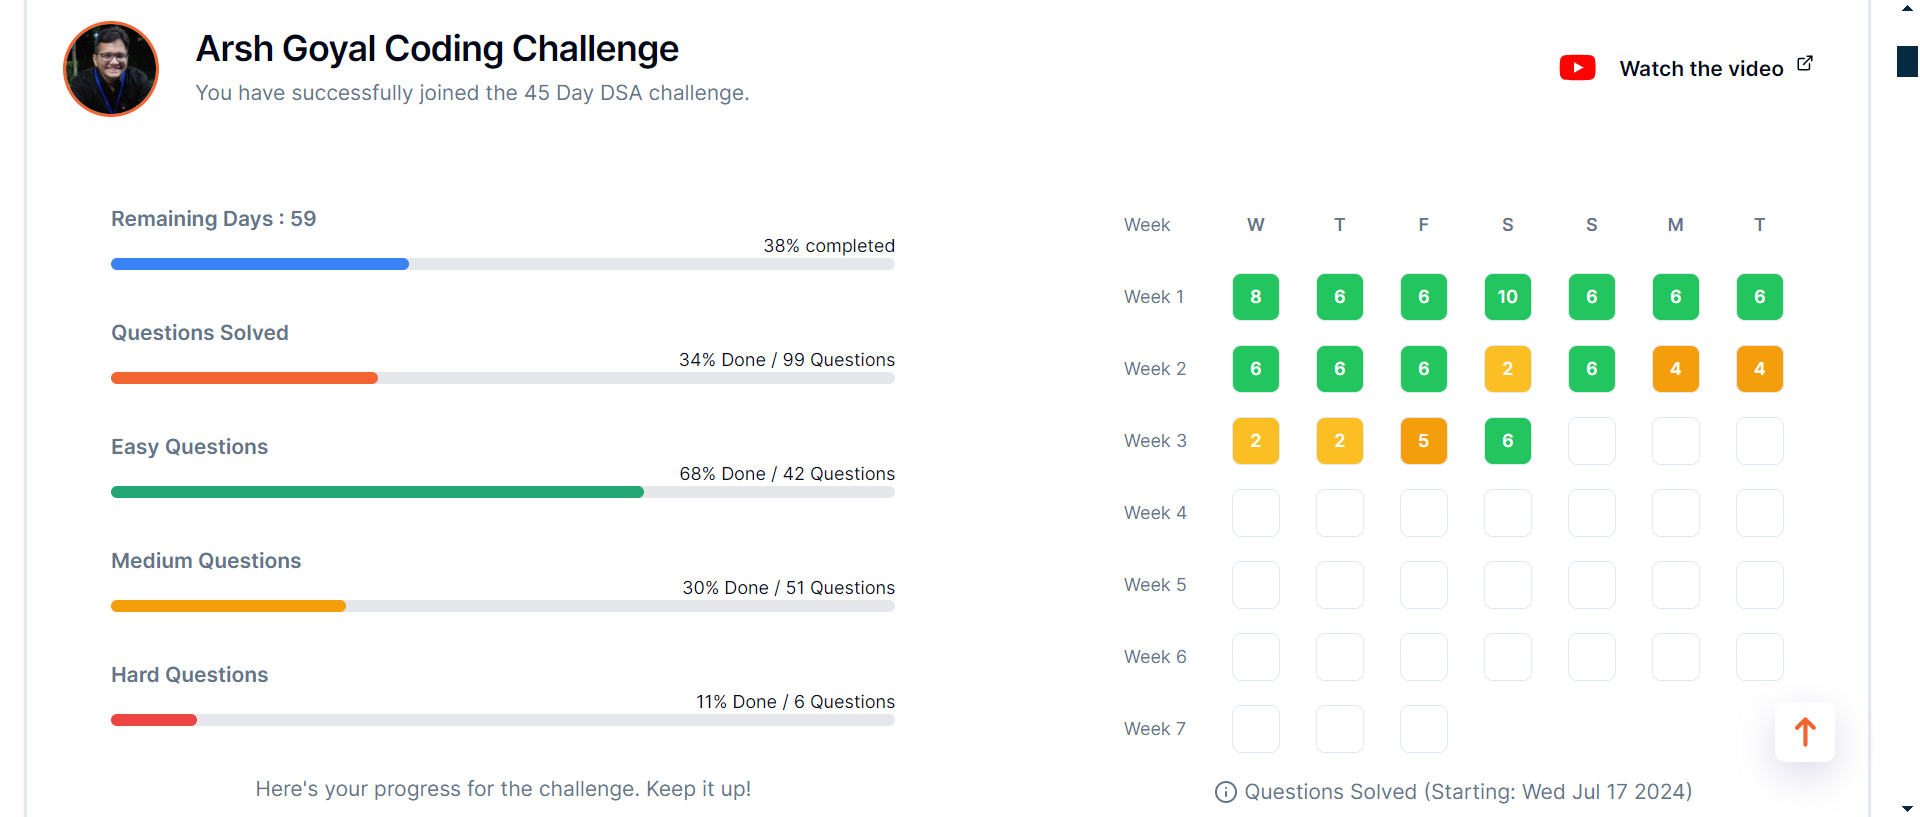 Arsh Goyal Coding Challenge
You have successfully joined the 45 Day DSA challenge.
Watch the video
Remaining Days : 59
38% completed
Questions Solved
34% Done / 99 Questions
Easy Questions
68% Done / 42 Questions
Medium Questions
30% Done / 51 Questions
Hard Questions
11% Done / 6 Questions
Here's your progress for the challenge. Keep it up!
Week W T F S S M T
Week 1 8 6 6 10 6 6 6
Week 2 6 6 6 2 6 4 4
Week 3 2 2 5 6
Week 4
Week 5
Week 6
Week 7
Questions Solved (Starting: Wed Jul 17 2024)